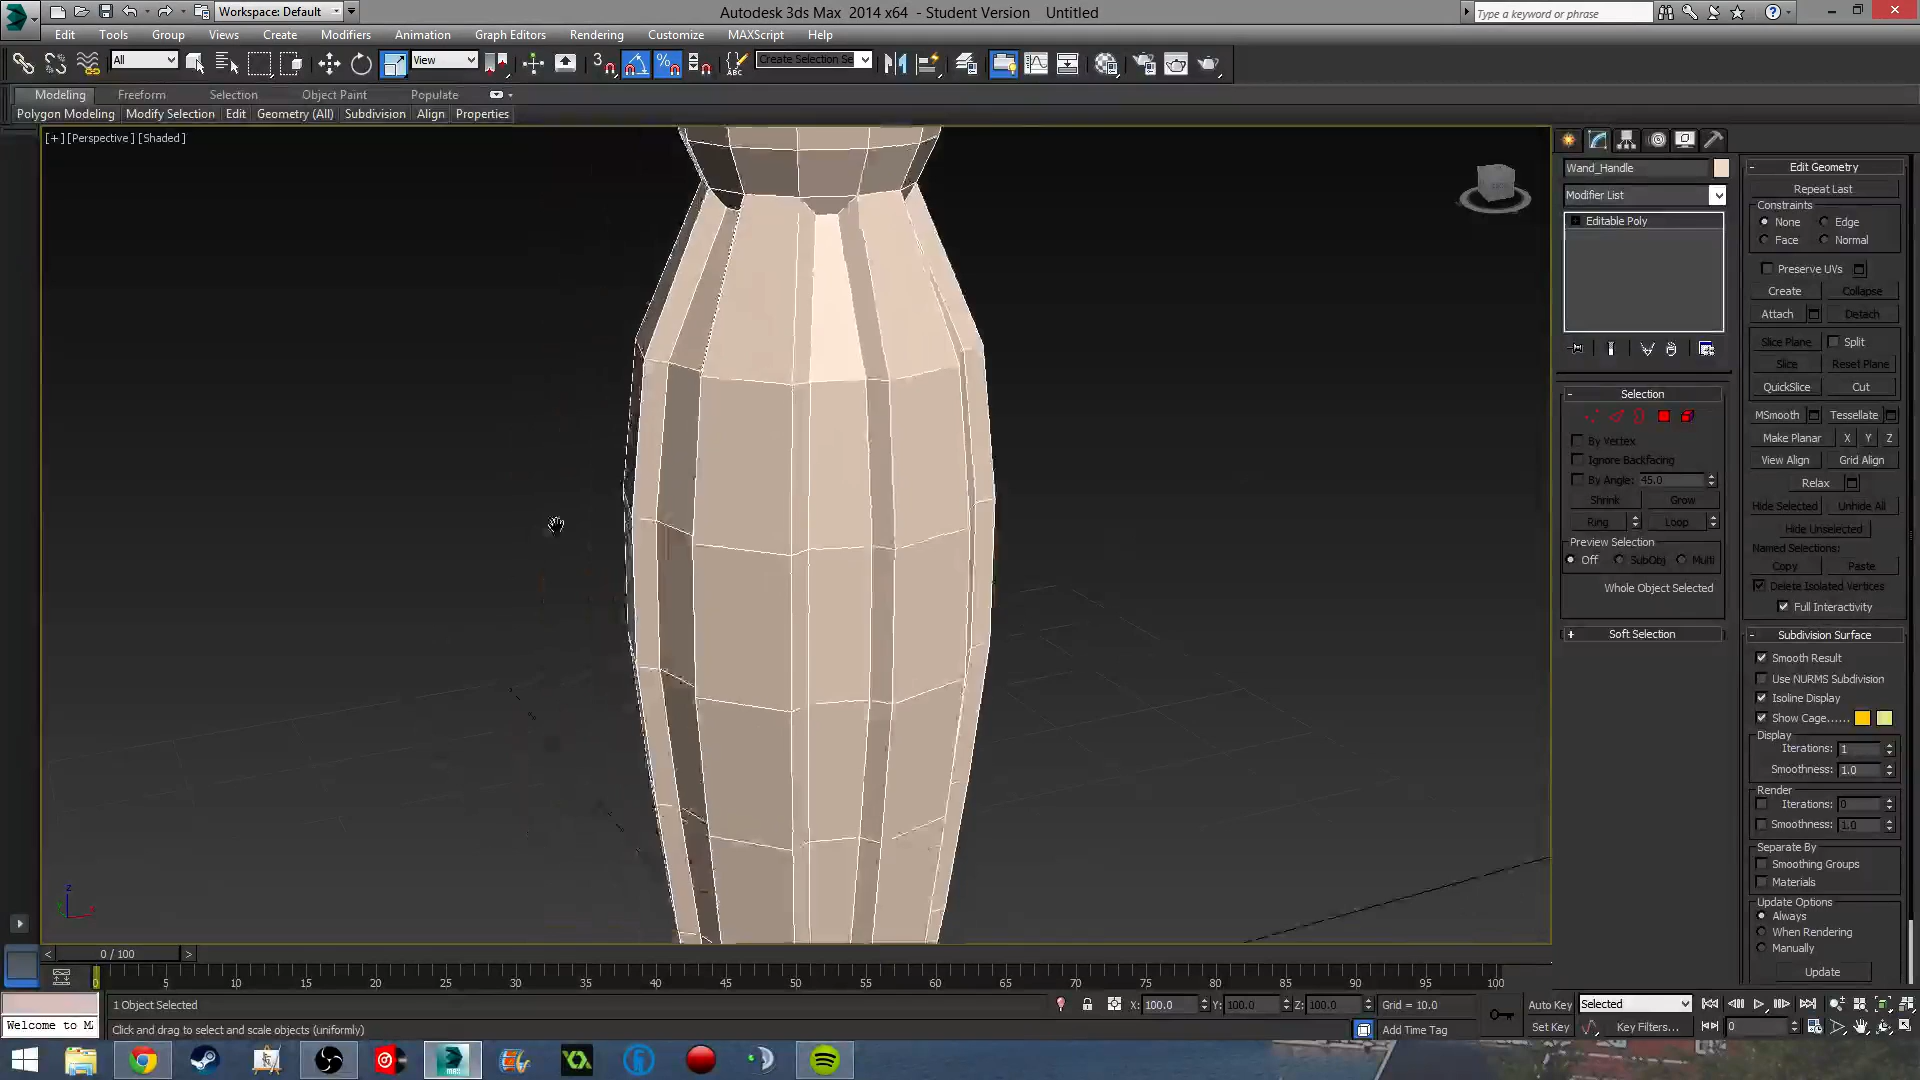 Workspace: Default
Autodesk 3ds Max 2014 x64 - Student Version Untitled
Type a keyword or phrase
Edit Tools Group Views Create Modifiers Animation Graph Editors Rendering Customize MAXScript Help
All View Create Selection Se
Modeling Freeform Selection Object Paint Populate
Polygon Modeling Modify Selection Edit Geometry (All) Subdivision Align Properties
[+] [Perspective] [Shaded]
Wand_Handle
Modifier List
Editable Poly
Selection
By Vertex
Ignore Backfacing
By Angle: 45.0
Shrink Grow
Ring Loop
Preview Selection
Off SubObj Multi
Whole Object Selected
Soft Selection
Edit Geometry
Repeat Last
Constraints
None Edge
Face Normal
Preserve UVs
Create Collapse
Attach Detach
Slice Plane Split
Slice Reset Plane
QuickSlice Cut
MSmooth Tessellate
Make Planar X Y Z
View Align Grid Align
Relax
Hide Selected Unhide All
Hide Unselected
Named Selections:
Copy Paste
Delete Isolated Vertices
Full Interactivity
Subdivision Surface
Smooth Result
Use NURMS Subdivision
Isoline Display
Show Cage......
Display
Iterations: 1
Smoothness: 1.0
Render
Iterations: 0
Smoothness: 1.0
Separate By
Smoothing Groups
Materials
Update Options
Always
When Rendering
Manually
Update
z
0 / 100
0 5 10 15 20 25 30 35 40 45 50 55 60 65 70 75 80 85 90 95 100
1 Object Selected
X: 100.0 Y: 100.0 Z: 100.0 Grid = 10.0
Auto Key Selected
Welcome to M
Click and drag to select and scale objects (uniformly)
Add Time Tag
Set Key Key Filters... 0